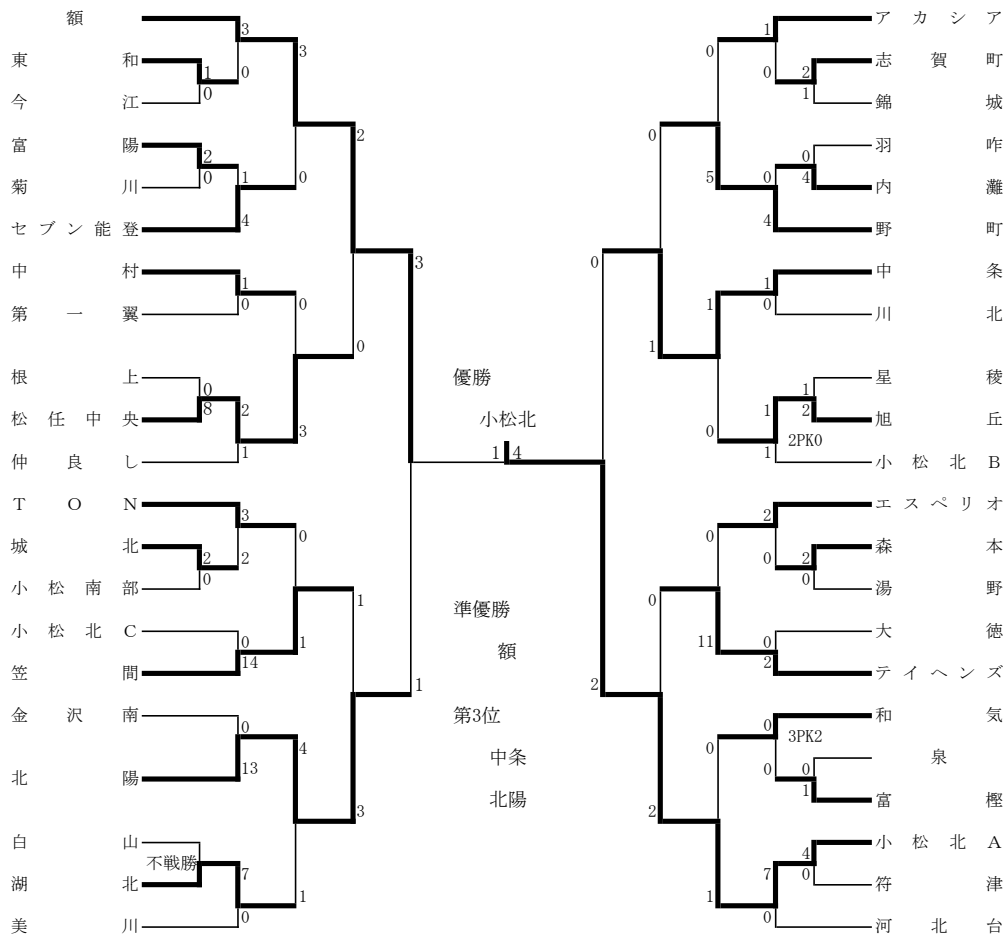 額
3
3
東和
1
0
0
今江
富陽
2
2
菊川
0
1
0
セブン能登
4
中村
1
3
第一翼
0
0
根上
0
0
松任中央
8
2
3
仲良し
1
TON
3
0
城北
2
2
小松南部
0
1
小松北C
0
1
笠間
14
1
金沢南
0
4
北陽
13
3
白山
不戦勝
湖北
7
1
美川
0
優勝
小松北
1
4
準優勝
額
第3位
中条
北陽
アカシア
1
0
志賀町
2
0
錦城
1
0
羽咋
0
0
5
内灘
4
野町
4
0
中条
1
1
川北
0
1
星稜
1
1
旭丘
2
0
2PK0
小松北B
1
エスペリオ
2
0
森本
2
0
湯野
0
0
大徳
0
11
テイヘンズ
2
2
和気
0
0
3PK2
泉
0
0
富樫
1
2
小松北A
4
7
符津
0
1
河北台
0